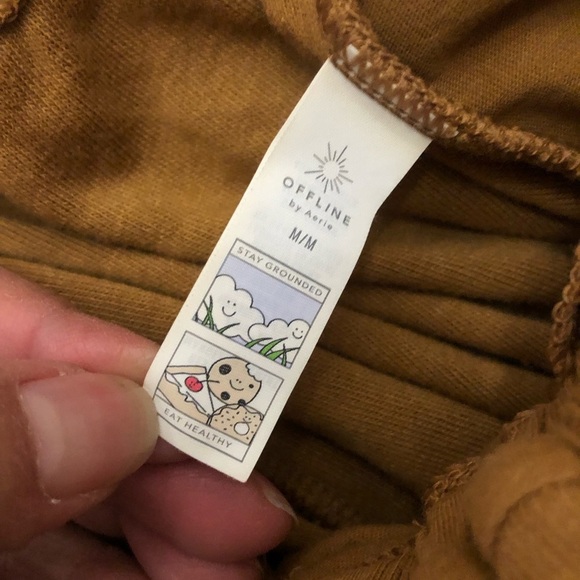 OFFLINE
by Aerie
M/M
STAY GROUNDED
EAT HEALTHY